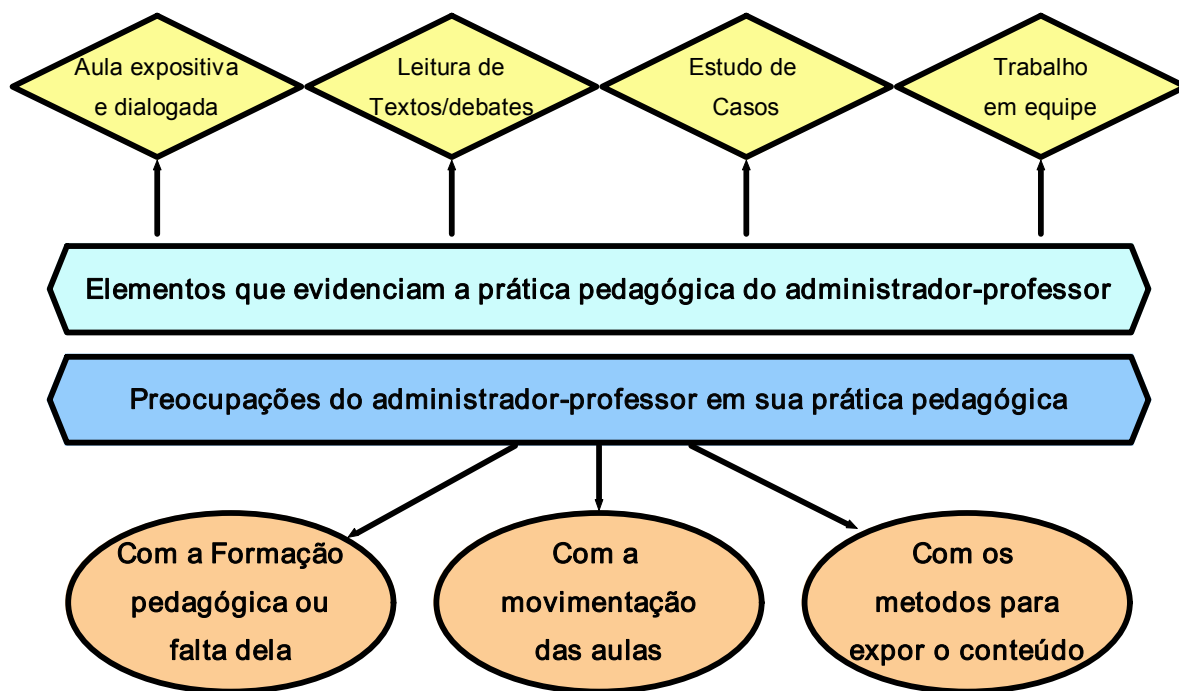 Aula expositiva
e dialogada
Leitura de
Textos/debates
Estudo de
Casos
Trabalho
em equipe
Elementos que evidenciam a prática pedagógica do administrador-professor
Preocupações do administrador-professor em sua prática pedagógica
Com a Formação
pedagógica ou
falta dela
Com a
movimentação
das aulas
Com os
metodos para
expor o conteúdo